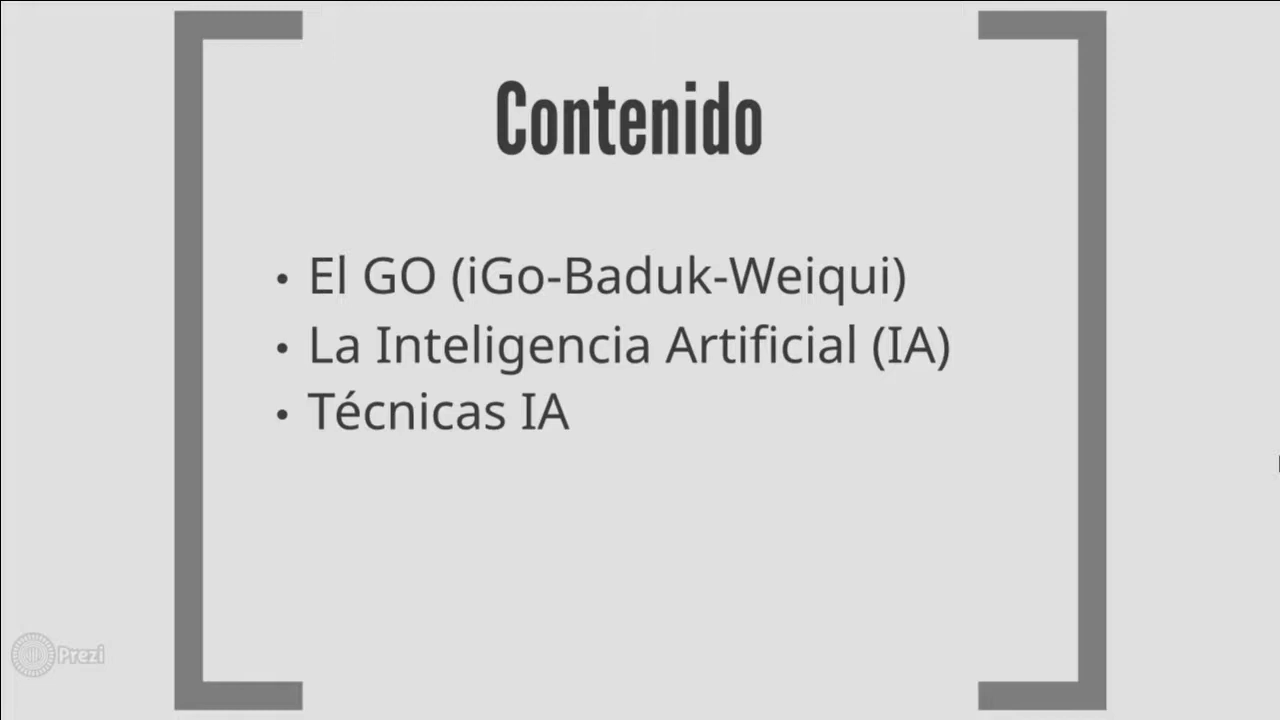 Contenido
• El GO (iGo-Baduk-Weiqui)
• La Inteligencia Artificial (IA)
• Técnicas IA
Prezi